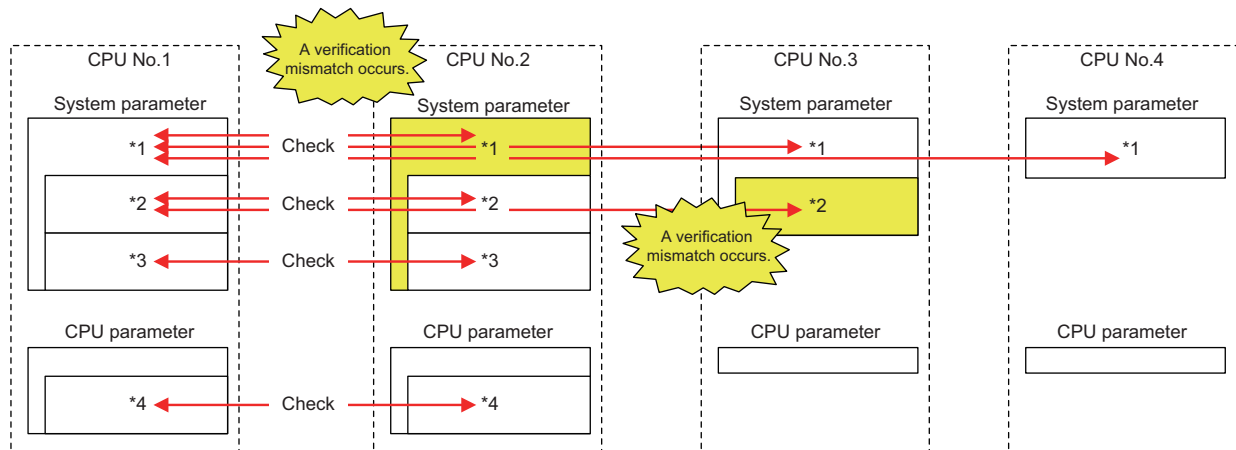 A verification
mismatch occurs.
CPU No.1
CPU No.2
CPU No.3
CPU No.4
System parameter
System parameter
System parameter
System parameter
*1
Check
*1
*1
*1
*2
Check
*2
*2
A verification
mismatch occurs.
*3
Check
*3
CPU parameter
CPU parameter
CPU parameter
CPU parameter
*4
Check
*4